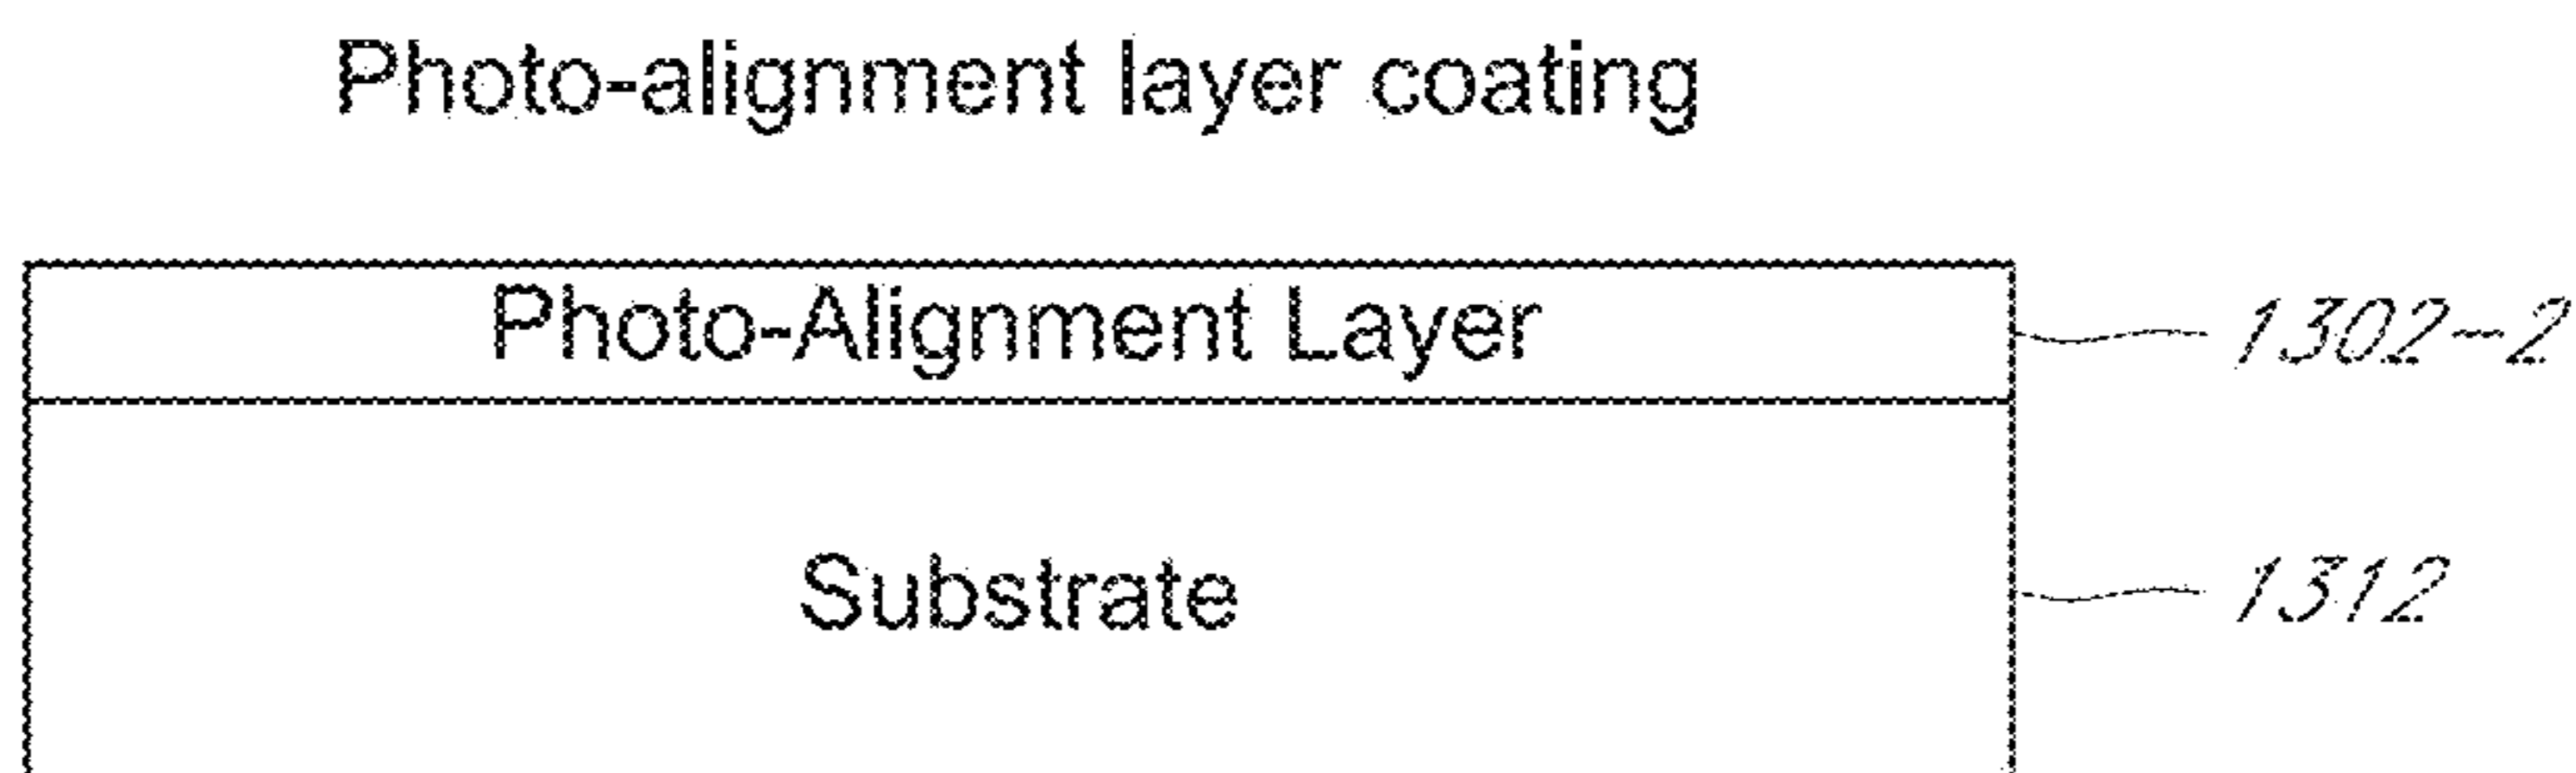 Photo-alignment layer coating
Photo-Alignment Layer 1302-2
Substrate 1312